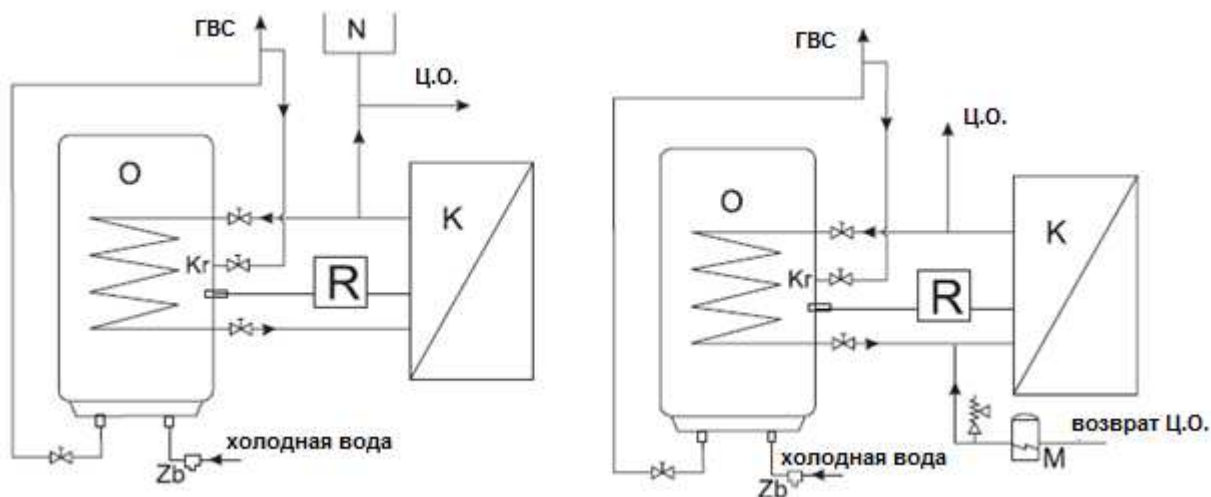 ГВС
N
Ц.О.
O
K
Kr
R
холодная вода
Zb
ГВС
Ц.О.
O
K
Kr
R
возврат Ц.О.
M
холодная вода
Zb